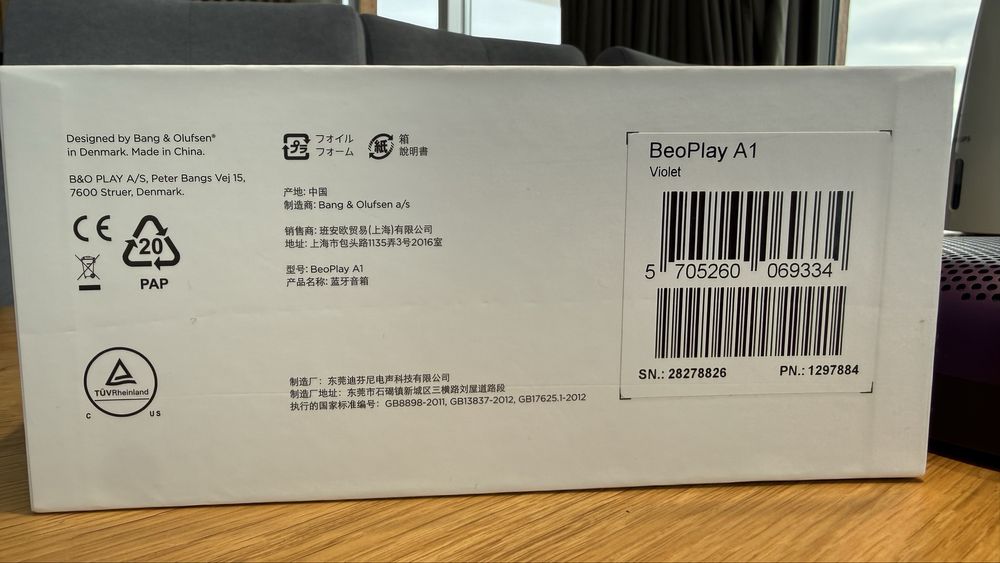 Designed by Bang & Olufsen®
in Denmark. Made in China.
B&O PLAY A/S, Peter Bangs Vej 15,
7600 Struer, Denmark.
CE
20
PAP
TÜVRheinland
C US
プラ
フオイル
フォーム
紙
箱
說明書
产地: 中国
制造商: Bang & Olufsen a/s
销售商: 班安欧贸易(上海)有限公司
地址: 上海市包头路1135弄3号2016室
型号: BeoPlay A1
产品名称: 蓝牙音箱
制造厂: 东莞迪芬尼电声科技有限公司
制造厂地址: 东莞市石碣镇新城区三横路刘屋道路段
执行的国家标准编号: GB8898-2011, GB13837-2012, GB17625.1-2012
BeoPlay A1
Violet
5 705260 069334
SN.: 28278826 PN.: 1297884